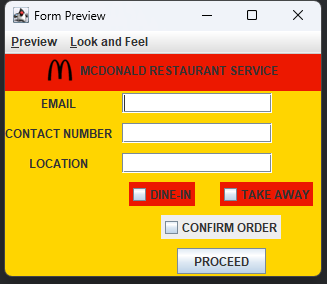 Form Preview
Preview Look and Feel
MCDONALD RESTAURANT SERVICE
EMAIL
CONTACT NUMBER
LOCATION
DINE-IN TAKE AWAY
CONFIRM ORDER
PROCEED